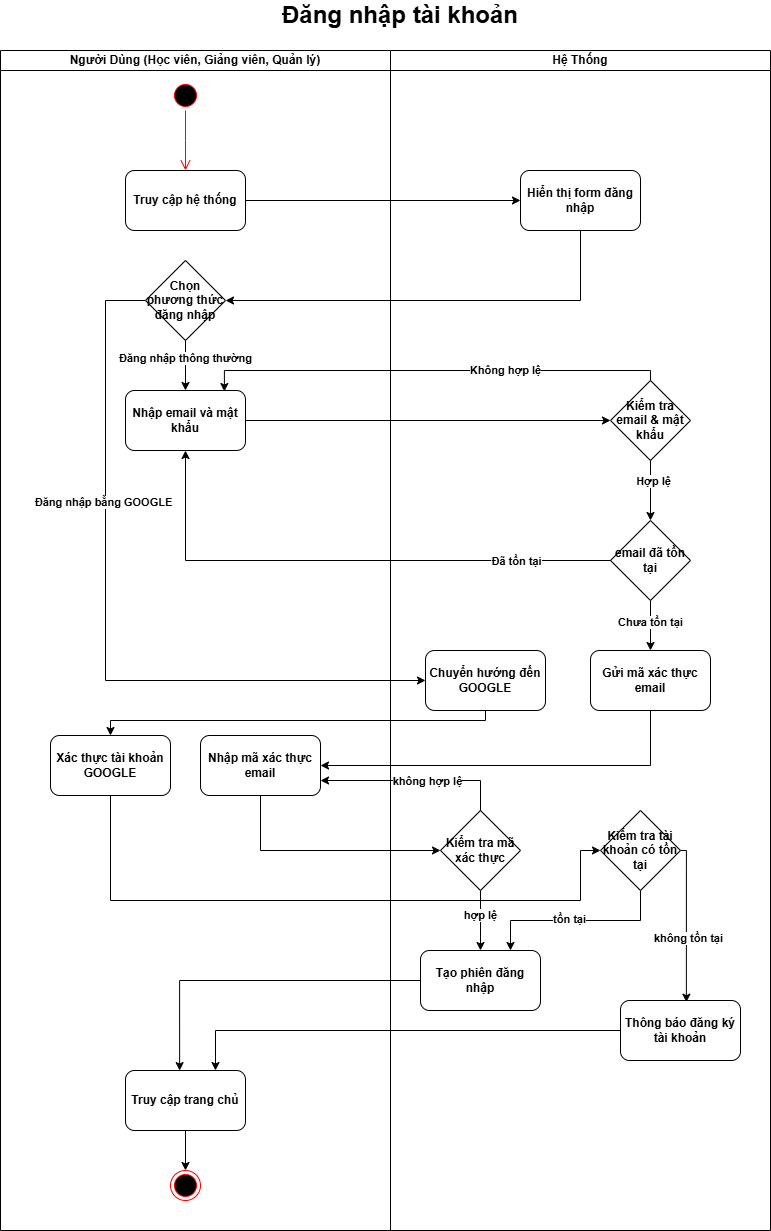 Đăng nhập tài khoản
Người Dùng (Học viên, Giảng viên, Quản lý)
Hệ Thống
Truy cập hệ thống
Hiển thị form đăng
nhập
Chọn
phương thức
đặng nhập
Đăng nhập thông thường
Không hợp lệ
Nhập email và mật
khẩu
Kiểm tra
email & mật
khẩu
Hợp lệ
Đăng nhập bằng GOOGLE
email đã tồn
tại
Đã tồn tại
Chưa tồn tại
Chuyển hướng đến
GOOGLE
Gửi mã xác thực
email
Xác thực tài khoản
GOOGLE
Nhập mã xác thực
email
không hợp lệ
Kiểm tra mã
xác thực
Kiểm tra tài
khoản có tồn
tại
hợp lệ
tồn tại
không tồn tại
Tạo phiên đăng
nhập
Thông báo đăng ký
tài khoản
Truy cập trang chủ